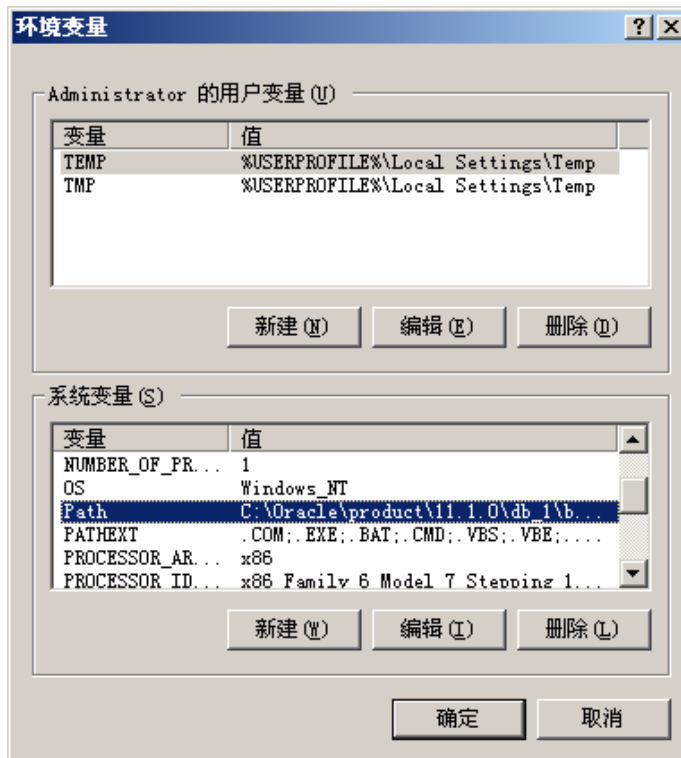 环境变量
Administrator 的用户变量(U)
变量 值
TEMP %USERPROFILE%\Local Settings\Temp
TMP %USERPROFILE%\Local Settings\Temp
新建(N) 编辑(E) 删除(D)
系统变量(S)
变量 值
NUMBER_OF_PR... 1
OS Windows_NT
Path C:\Oracle\product\11.1.0\db_1\b...
PATHEXT .COM;.EXE;.BAT;.CMD;.VBS;.VBE;....
PROCESSOR_AR... x86
PROCESSOR_ID... x86 Family 6 Model 7 Stepping 1...
新建(W) 编辑(I) 删除(L)
确定 取消